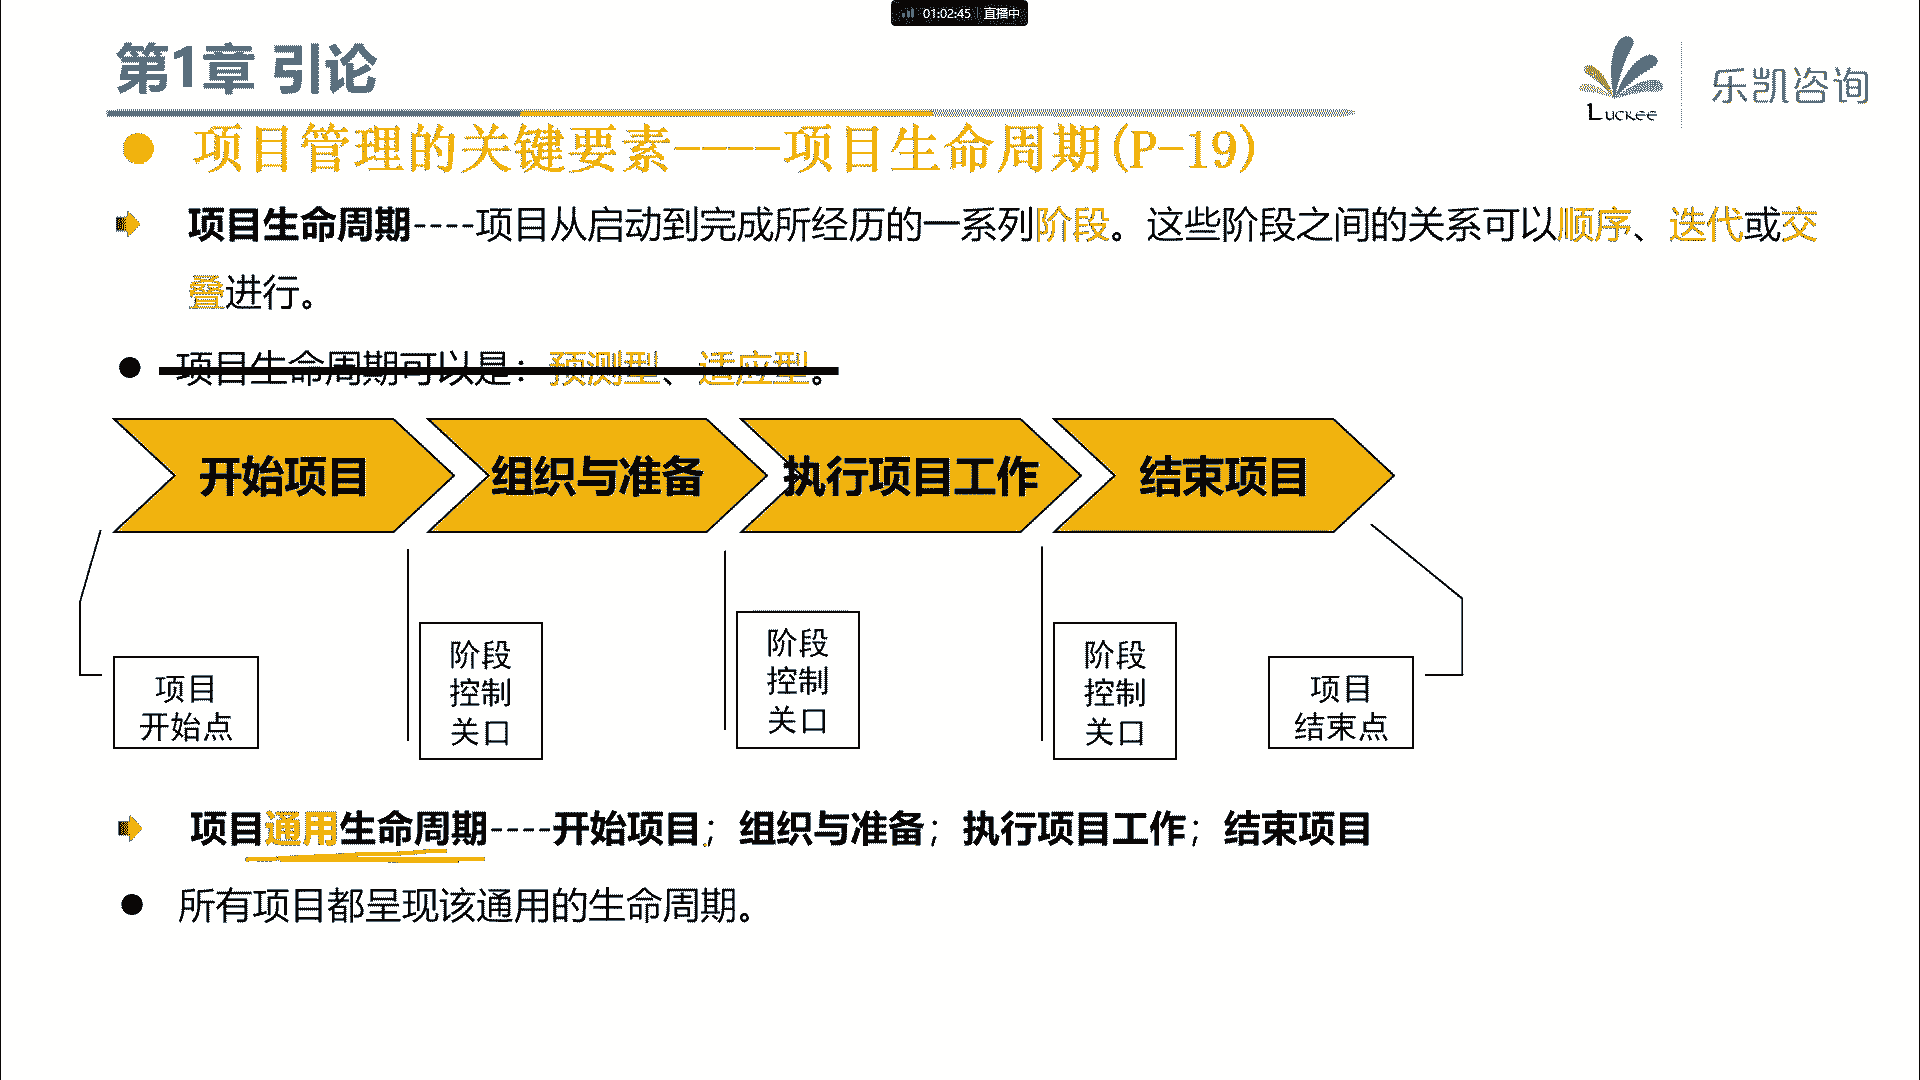 01:02:45 直播中
第1章 引论
Luckee
乐凯咨询
项目管理的关键要素----项目生命周期(P-19)
项目生命周期----项目从启动到完成所经历的一系列阶段。这些阶段之间的关系可以顺序、迭代或交
叠进行。
项目生命周期可以是：预测型、适应型。
开始项目
组织与准备
执行项目工作
结束项目
项目
开始点
阶段
控制
关口
阶段
控制
关口
阶段
控制
关口
项目
结束点
项目通用生命周期----开始项目；组织与准备；执行项目工作；结束项目
所有项目都呈现该通用的生命周期。